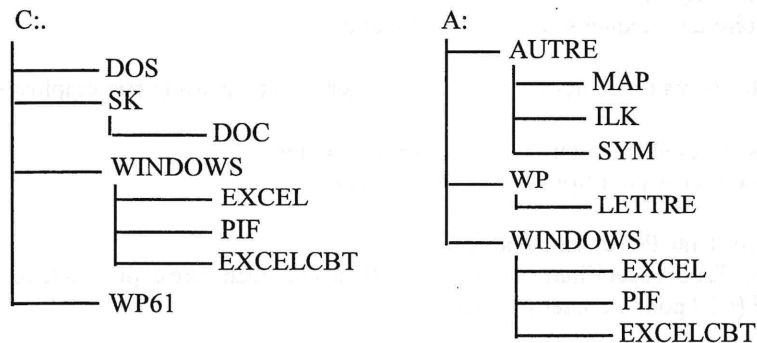 C:.
DOS
SK
DOC
WINDOWS
EXCEL
PIF
EXCELCBT
WP61
A:
AUTRE
MAP
ILK
SYM
WP
LETTRE
WINDOWS
EXCEL
PIF
EXCELCBT